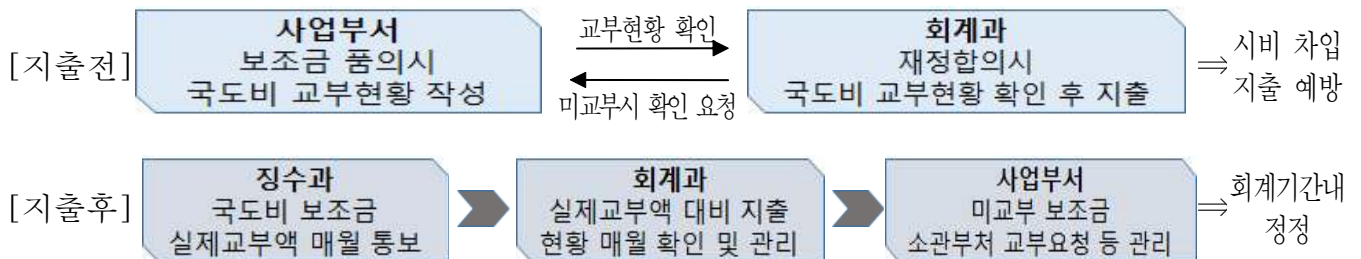 [지출전]
사업부서
보조금 품의시
국도비 교부현황 작성
교부현황 확인
미교부시 확인 요청
회계과
재정합의시
국도비 교부현황 확인 후 지출
⇒ 시비 차입
지출 예방
[지출후]
징수과
국도비 보조금
실제교부액 매월 통보
회계과
실제교부액 대비 지출
현황 매월 확인 및 관리
사업부서
미교부 보조금
소관부처 교부요청 등 관리
⇒ 회계기간내
정정